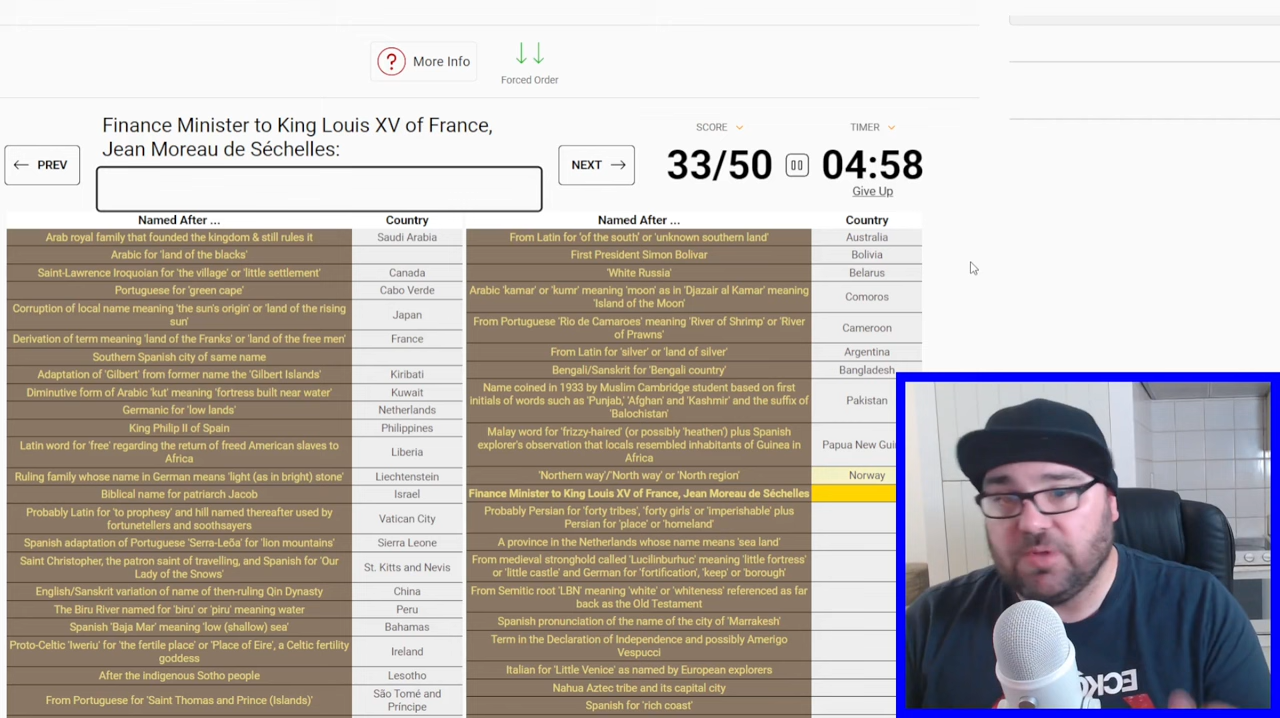 More Info
Forced Order
Finance Minister to King Louis XV of France,
Jean Moreau de Séchelles:
PREV
NEXT
SCORE
33/50
TIMER
04:58
Give Up
Named After ...
Country
Arab royal family that founded the kingdom & still rules it
Saudi Arabia
Arabic for 'land of the blacks'
Saint-Lawrence Iroquoian for 'the village' or 'little settlement'
Canada
Portuguese for 'green cape'
Cabo Verde
Corruption of local name meaning 'the sun's origin' or 'land of the rising
sun'
Japan
Derivation of term meaning 'land of the Franks' or 'land of the free men'
France
Southern Spanish city of same name
Adaptation of 'Gilbert' from former name the 'Gilbert Islands'
Kiribati
Diminutive form of Arabic 'kut' meaning 'fortress built near water'
Kuwait
Germanic for 'low lands'
Netherlands
King Philip II of Spain
Philippines
Latin word for 'free' regarding the return of freed American slaves to
Africa
Liberia
Ruling family whose name in German means 'light (as in bright) stone'
Liechtenstein
Biblical name for patriarch Jacob
Israel
Probably Latin for 'to prophesy' and hill named thereafter used by
fortunetellers and soothsayers
Vatican City
Spanish adaptation of Portuguese 'Serra-Leõa' for 'lion mountains'
Sierra Leone
Saint Christopher, the patron saint of travelling, and Spanish for 'Our
Lady of the Snows'
St. Kitts and Nevis
English/Sanskrit variation of name of then-ruling Qin Dynasty
China
The Biru River named for 'biru' or 'piru' meaning water
Peru
Spanish 'Baja Mar' meaning 'low (shallow) sea'
Bahamas
Proto-Celtic 'Iweriu' for 'the fertile place' or 'Place of Eire', a Celtic fertility
goddess
Ireland
After the indigenous Sotho people
Lesotho
From Portuguese for 'Saint Thomas and Prince (Islands)'
São Tomé and
Príncipe
Named After ...
Country
From Latin for 'of the south' or 'unknown southern land'
Australia
First President Simon Bolivar
Bolivia
'White Russia'
Belarus
Arabic 'kamar' or 'kumr' meaning 'moon' as in 'Djazair al Kamar' meaning
'Island of the Moon'
Comoros
From Portuguese 'Rio de Camaroes' meaning 'River of Shrimp' or 'River
of Prawns'
Cameroon
From Latin for 'silver' or 'land of silver'
Argentina
Bengali/Sanskrit for 'Bengali country'
Bangladesh
Name coined in 1933 by Muslim Cambridge student based on first
initials of words such as 'Punjab,' 'Afghan' and 'Kashmir' and the suffix of
'Balochistan'
Pakistan
Malay word for 'frizzy-haired' (or possibly 'heathen') plus Spanish
explorer's observation that locals resembled inhabitants of Guinea in
Africa
Papua New Gui
'Northern way'/'North way' or 'North region'
Norway
Finance Minister to King Louis XV of France, Jean Moreau de Séchelles
Probably Persian for 'forty tribes', 'forty girls' or 'imperishable' plus
Persian for 'place' or 'homeland'
A province in the Netherlands whose name means 'sea land'
From medieval stronghold called 'Lucilinburhuc' meaning 'little fortress'
or 'little castle' and German for 'fortification', 'keep' or 'borough'
From Semitic root 'LBN' meaning 'white' or 'whiteness' referenced as far
back as the Old Testament
Spanish pronunciation of the name of the city of 'Marrakesh'
Term in the Declaration of Independence and possibly Amerigo
Vespucci
Italian for 'Little Venice' as named by European explorers
Nahua Aztec tribe and its capital city
Spanish for 'rich coast'